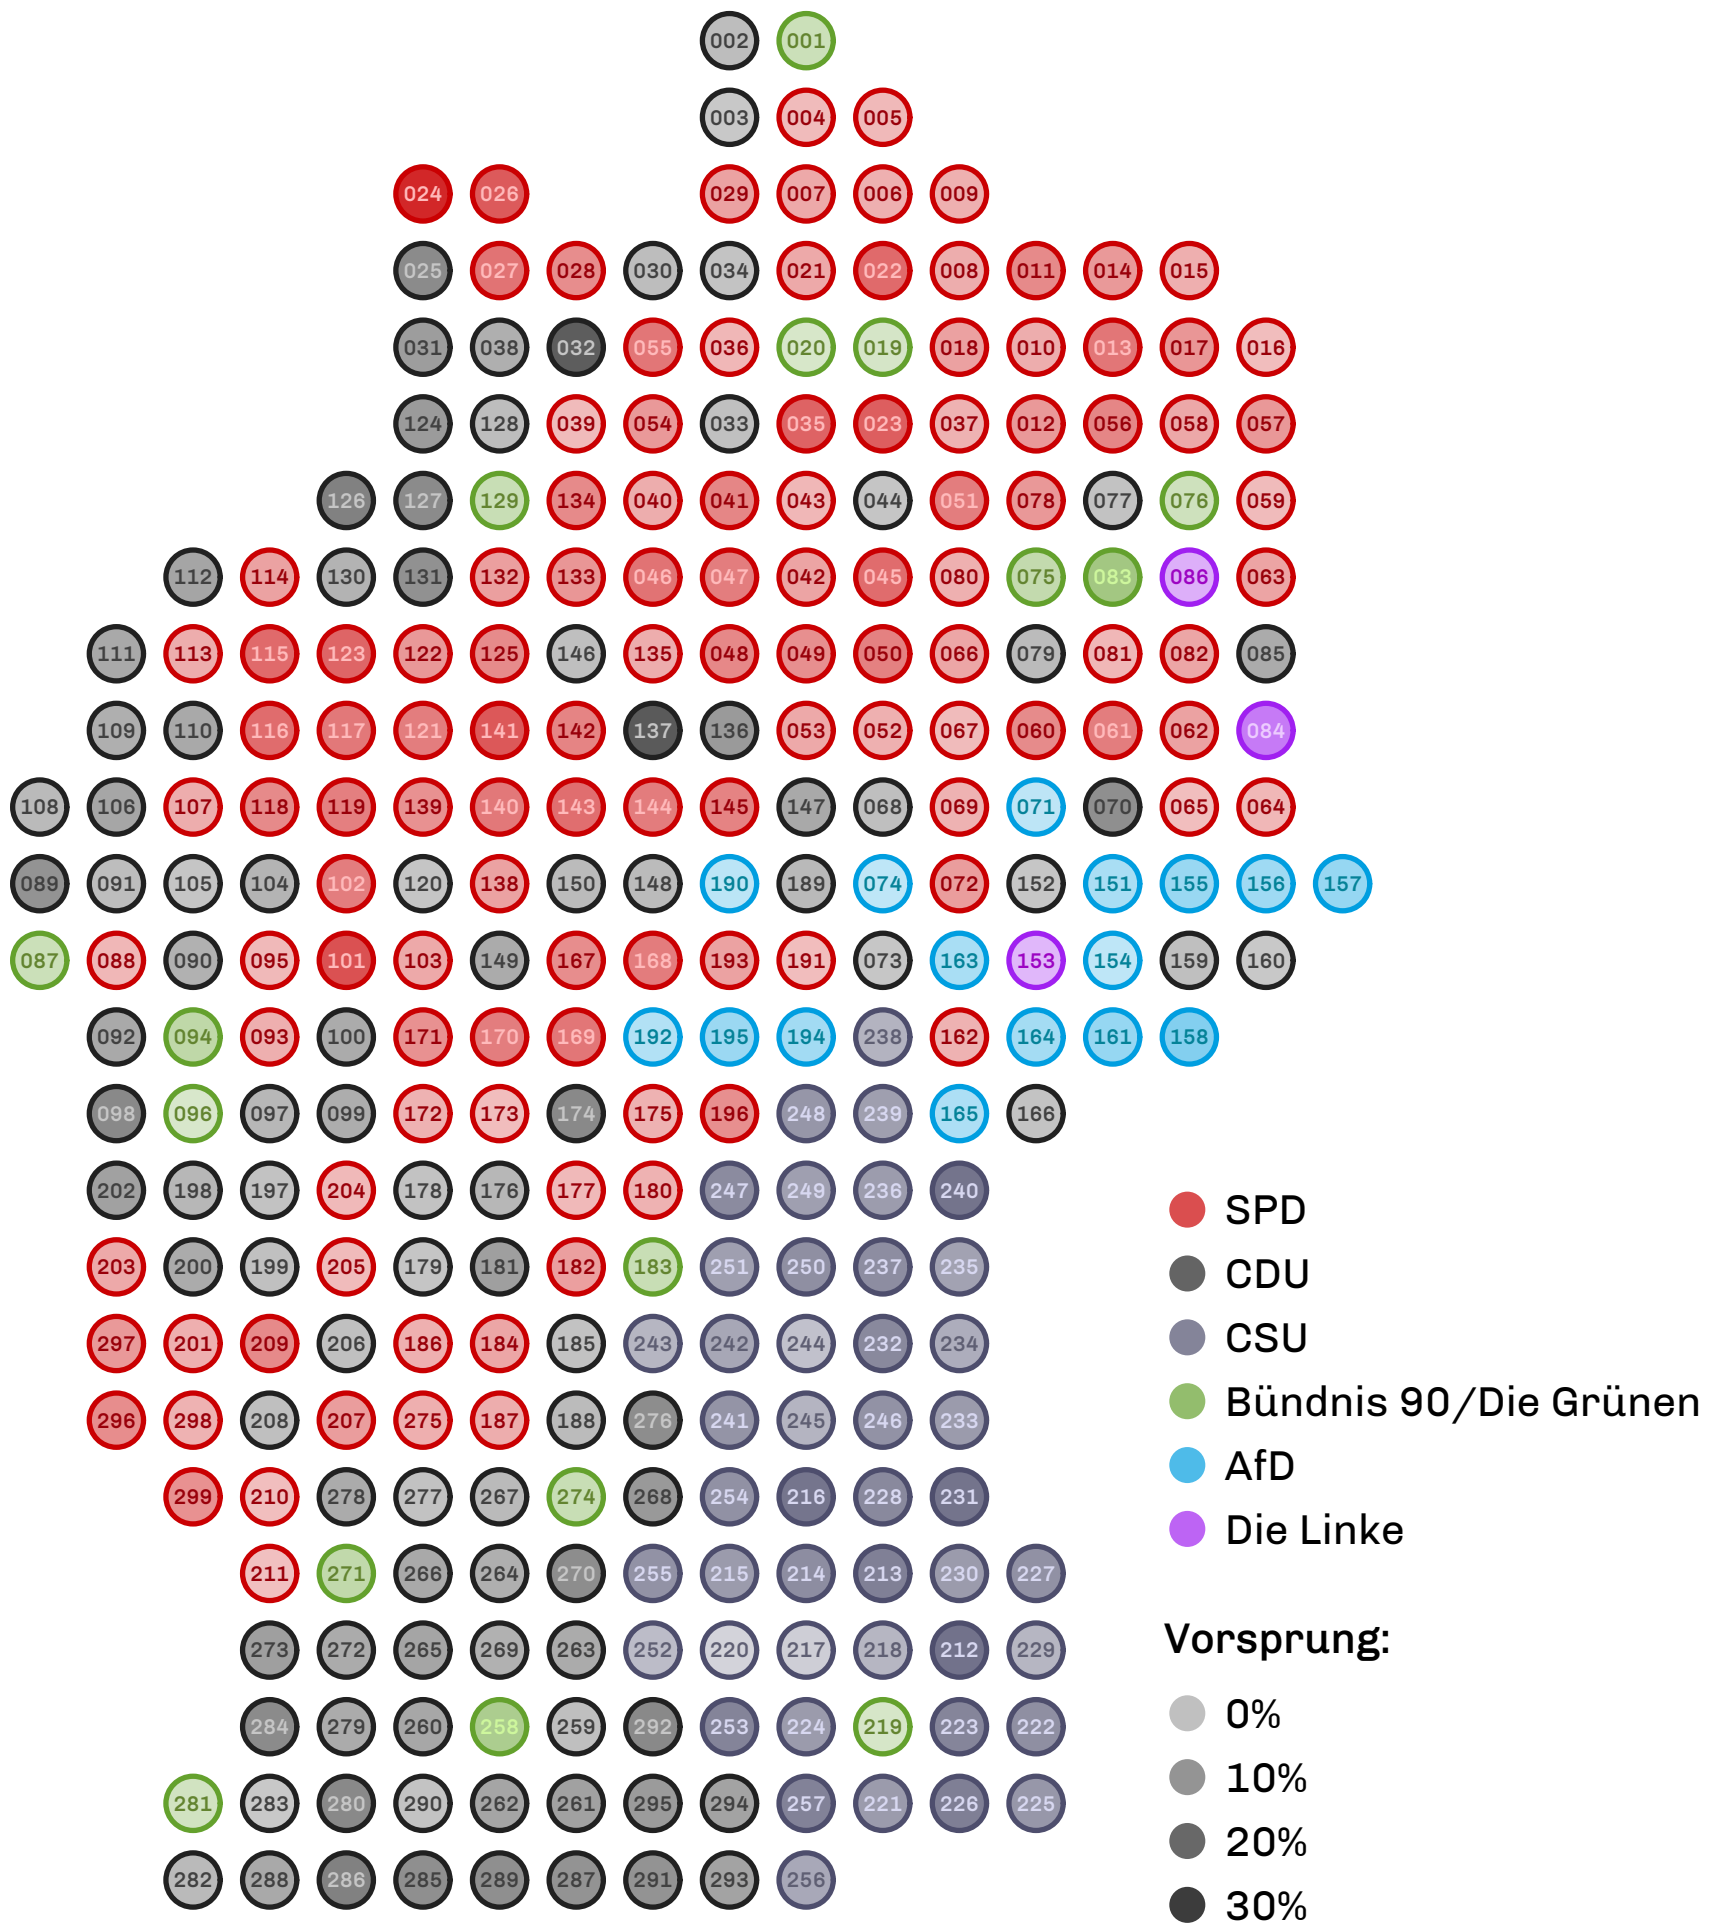 002 001
003 004 005
024 026 029 007 006 009
025 027 028 030 034 021 022 008 011 014 015
031 038 032 055 036 020 019 018 010 013 017 016
124 128 039 054 033 035 023 037 012 056 058 057
126 127 129 134 040 041 043 044 051 078 077 076 059
112 114 130 131 132 133 046 047 042 045 080 075 083 086 063
111 113 115 123 122 125 146 135 048 049 050 066 079 081 082 085
109 110 116 117 121 141 142 137 136 053 052 067 060 061 062 084
108 106 107 118 119 139 140 143 144 145 147 068 069 071 070 065 064
089 091 105 104 102 120 138 150 148 190 189 074 072 152 151 155 156 157
087 088 090 095 101 103 149 167 168 193 191 073 163 153 154 159 160
092 094 093 100 171 170 169 192 195 194 238 162 164 161 158
098 096 097 099 172 173 174 175 196 248 239 165 166
202 198 197 204 178 176 177 180 247 249 236 240
203 200 199 205 179 181 182 183 251 250 237 235
297 201 209 206 186 184 185 243 242 244 232 234
296 298 208 207 275 187 188 276 241 245 246 233
299 210 278 277 267 274 268 254 216 228 231
211 271 266 264 270 255 215 214 213 230 227
273 272 265 269 263 252 220 217 218 212 229
284 279 260 258 259 292 253 224 219 223 222
281 283 280 290 262 261 295 294 257 221 226 225
282 288 286 285 289 287 291 293 256
SPD
CDU
CSU
Bündnis 90/Die Grünen
AfD
Die Linke
Vorsprung:
0%
10%
20%
30%